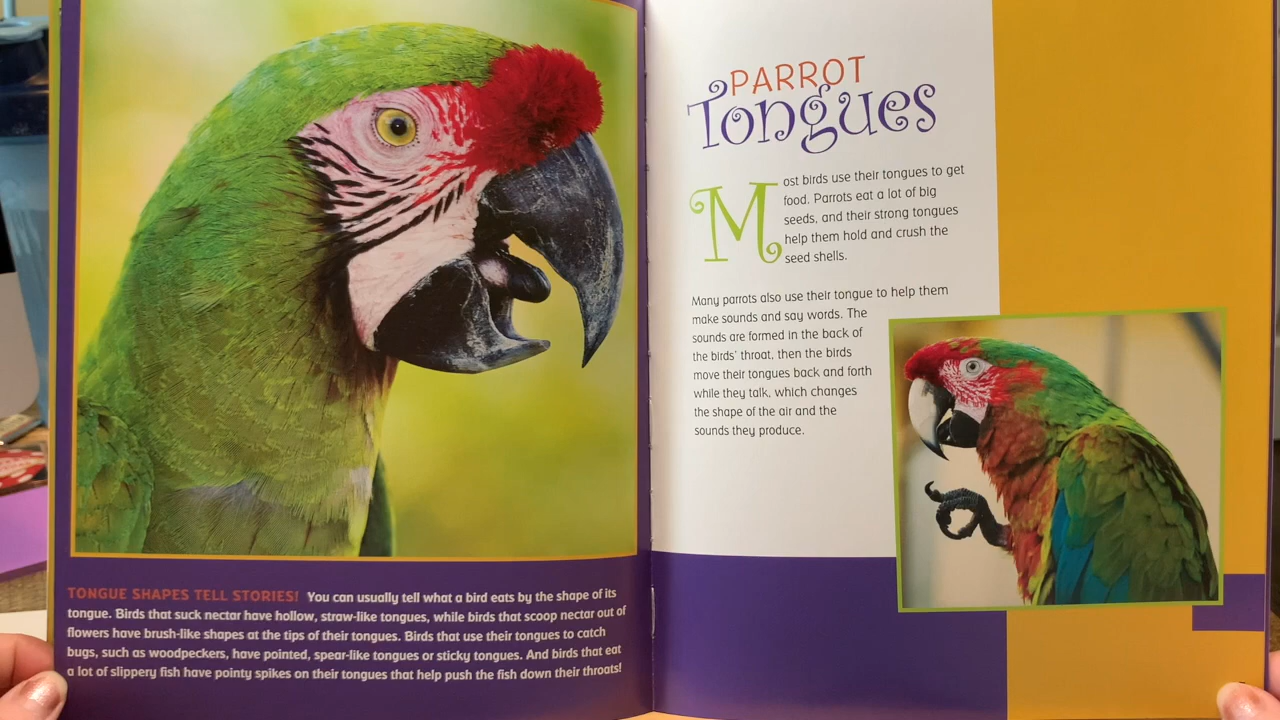 TONGUE SHAPES TELL STORIES! You can usually tell what a bird eats by the shape of its
tongue. Birds that suck nectar have hollow, straw-like tongues, while birds that scoop nectar out of
flowers have brush-like shapes at the tips of their tongues. Birds that use their tongues to catch
bugs, such as woodpeckers, have pointed, spear-like tongues or sticky tongues. And birds that eat
a lot of slippery fish have pointy spikes on their tongues that help push the fish down their throats!
PARROT
Tongues
Most birds use their tongues to get
food. Parrots eat a lot of big
seeds, and their strong tongues
help them hold and crush the
seed shells.
Many parrots also use their tongue to help them
make sounds and say words. The
sounds are formed in the back of
the birds' throat, then the birds
move their tongues back and forth
while they talk, which changes
the shape of the air and the
sounds they produce.